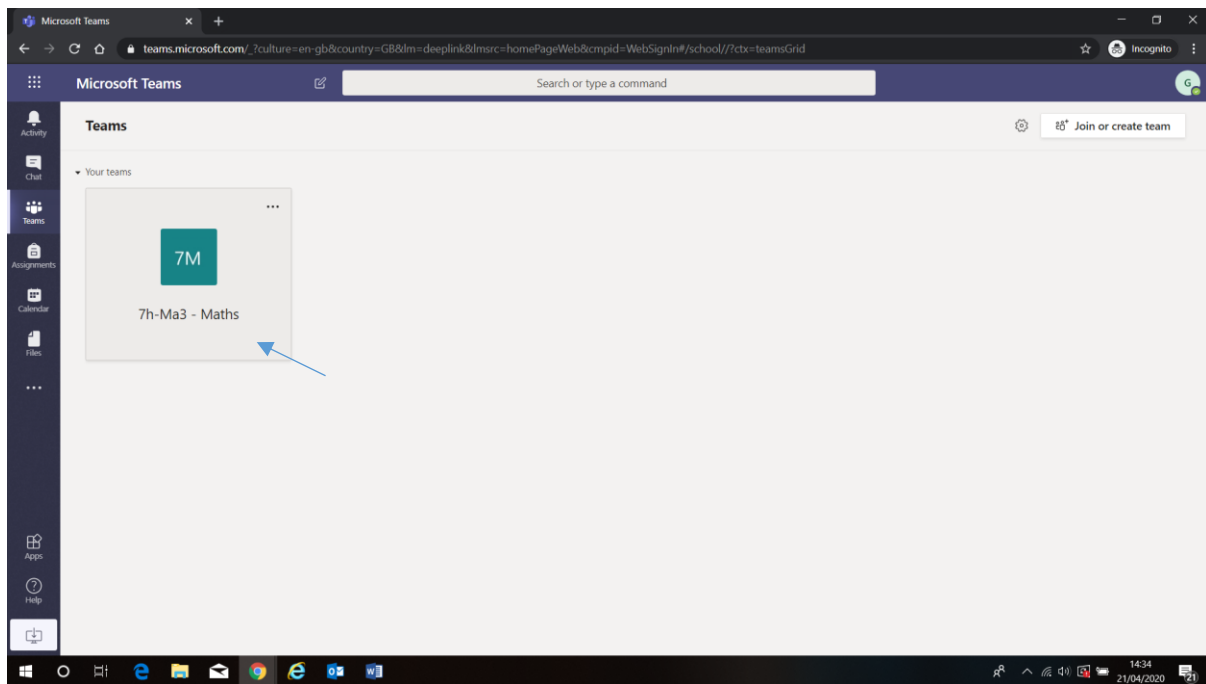 Microsoft Teams
teams.microsoft.com/_?culture=en-gb&country=GB&lm=deeplink&lmsrc=homePageWeb&cmpid=WebSignIn#/school//?ctx=teamsGrid
Incognito
Microsoft Teams
Search or type a command
G
Activity
Chat
Teams
Assignments
Calendar
Files
Apps
Help
Teams
Join or create team
Your teams
7M
7h-Ma3 - Maths
14:34
21/04/2020
21